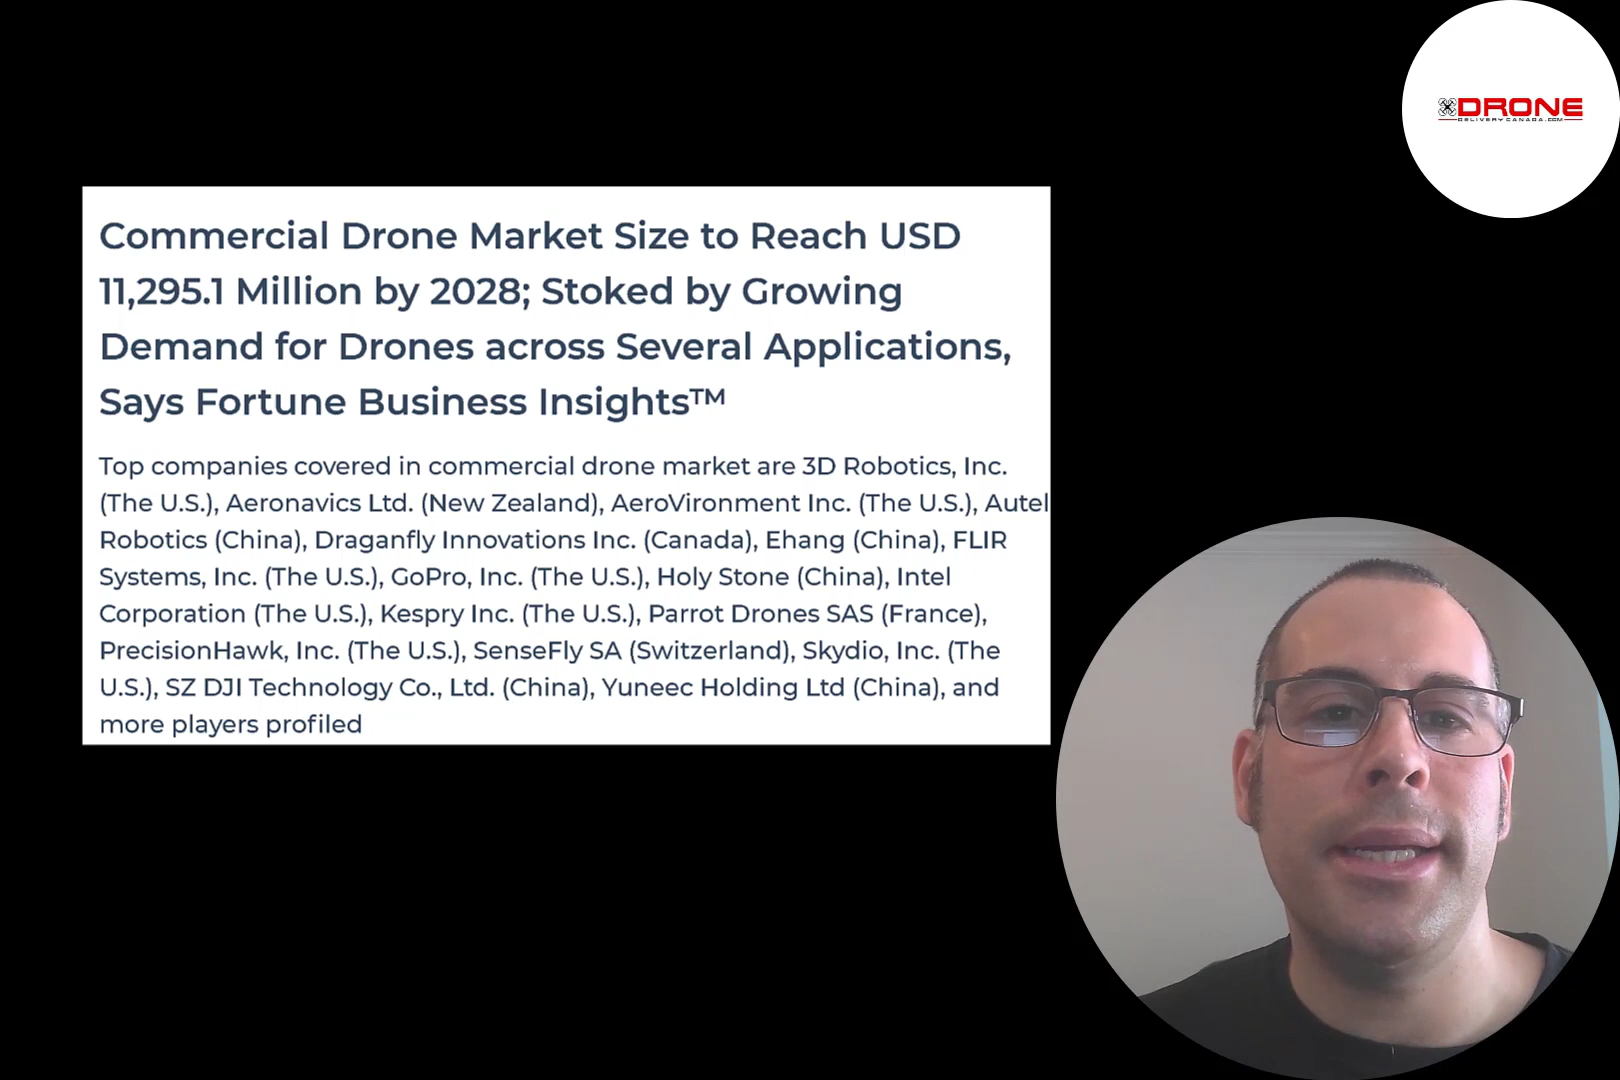 DRONE
DELIVERYCANADA.COM
Commercial Drone Market Size to Reach USD
11,295.1 Million by 2028; Stoked by Growing
Demand for Drones across Several Applications,
Says Fortune Business Insights™
Top companies covered in commercial drone market are 3D Robotics, Inc.
(The U.S.), Aeronavics Ltd. (New Zealand), AeroVironment Inc. (The U.S.), Autel
Robotics (China), Draganfly Innovations Inc. (Canada), Ehang (China), FLIR
Systems, Inc. (The U.S.), GoPro, Inc. (The U.S.), Holy Stone (China), Intel
Corporation (The U.S.), Kespry Inc. (The U.S.), Parrot Drones SAS (France),
PrecisionHawk, Inc. (The U.S.), SenseFly SA (Switzerland), Skydio, Inc. (The
U.S.), SZ DJI Technology Co., Ltd. (China), Yuneec Holding Ltd (China), and
more players profiled